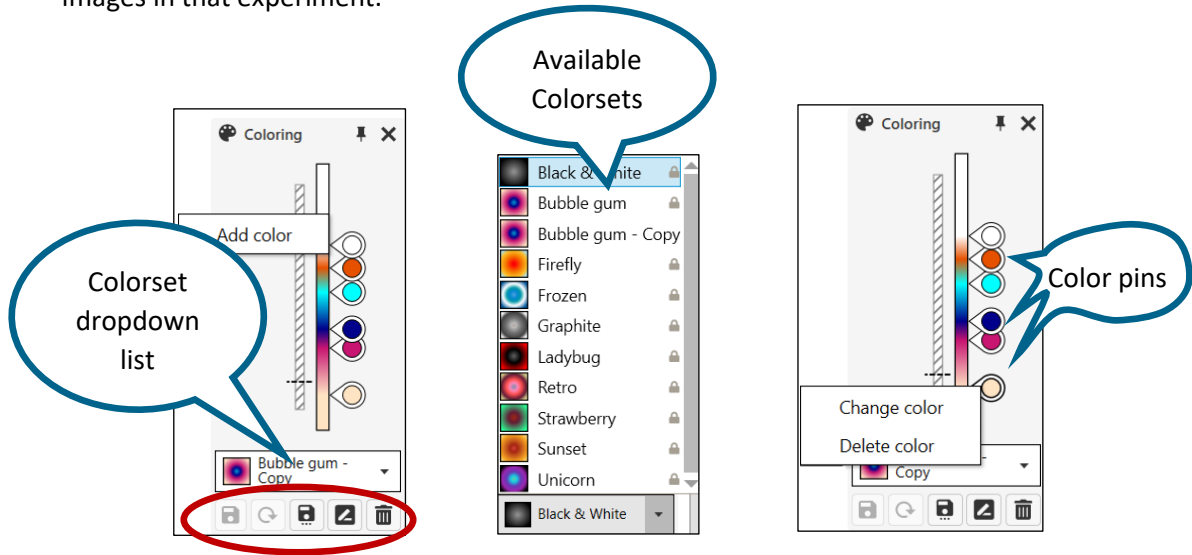 images in that experiment.
Available
Colorsets
Coloring
Add color
Colorset
dropdown
list
Bubble gum -
Copy
Black & White
Bubble gum
Bubble gum - Copy
Firefly
Frozen
Graphite
Ladybug
Retro
Strawberry
Sunset
Unicorn
Black & White
Coloring
Color pins
Change color
Delete color
Copy